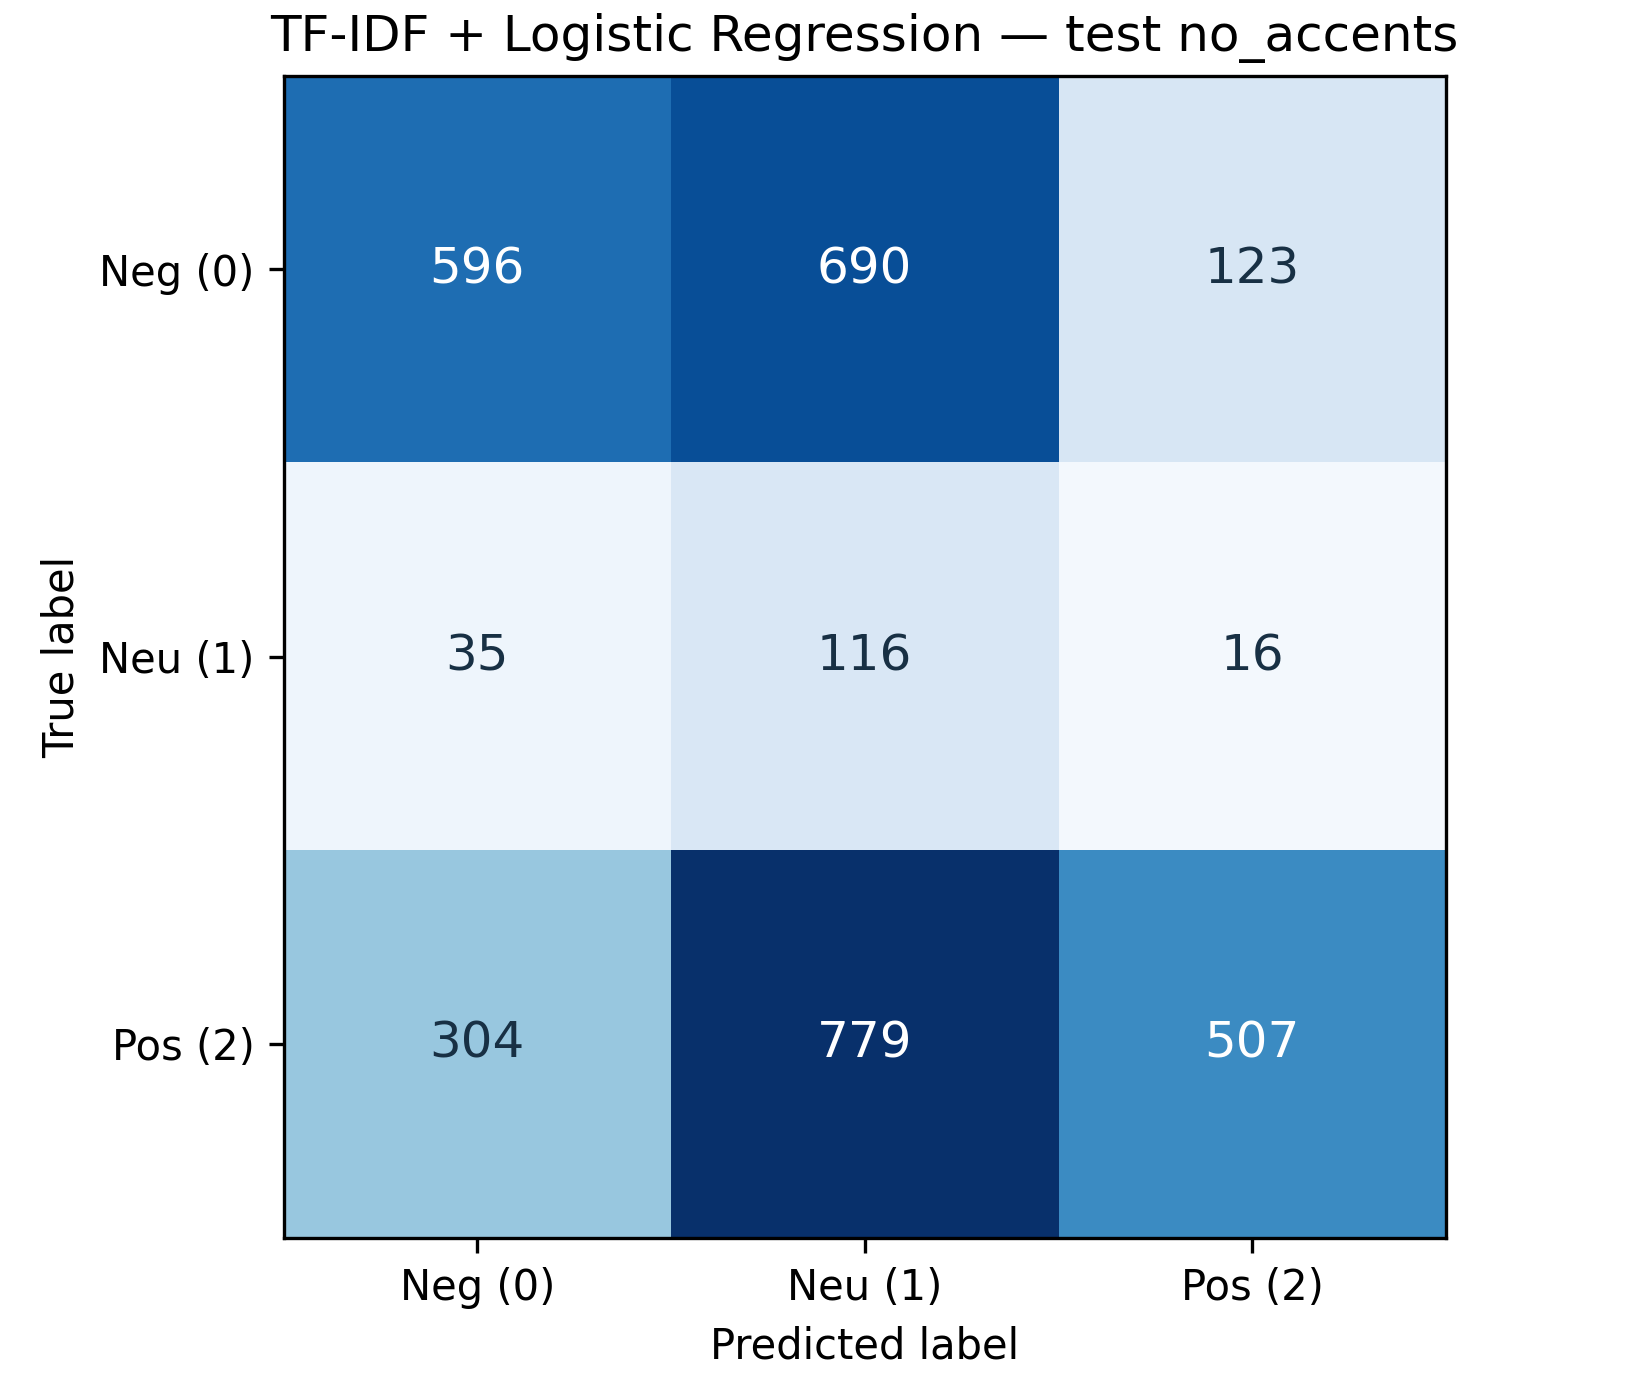 TF-IDF + Logistic Regression — test no_accents
Neg (0) 596 690 123
True label
Neu (1) 35 116 16
Pos (2) 304 779 507
Neg (0) Neu (1) Pos (2)
Predicted label